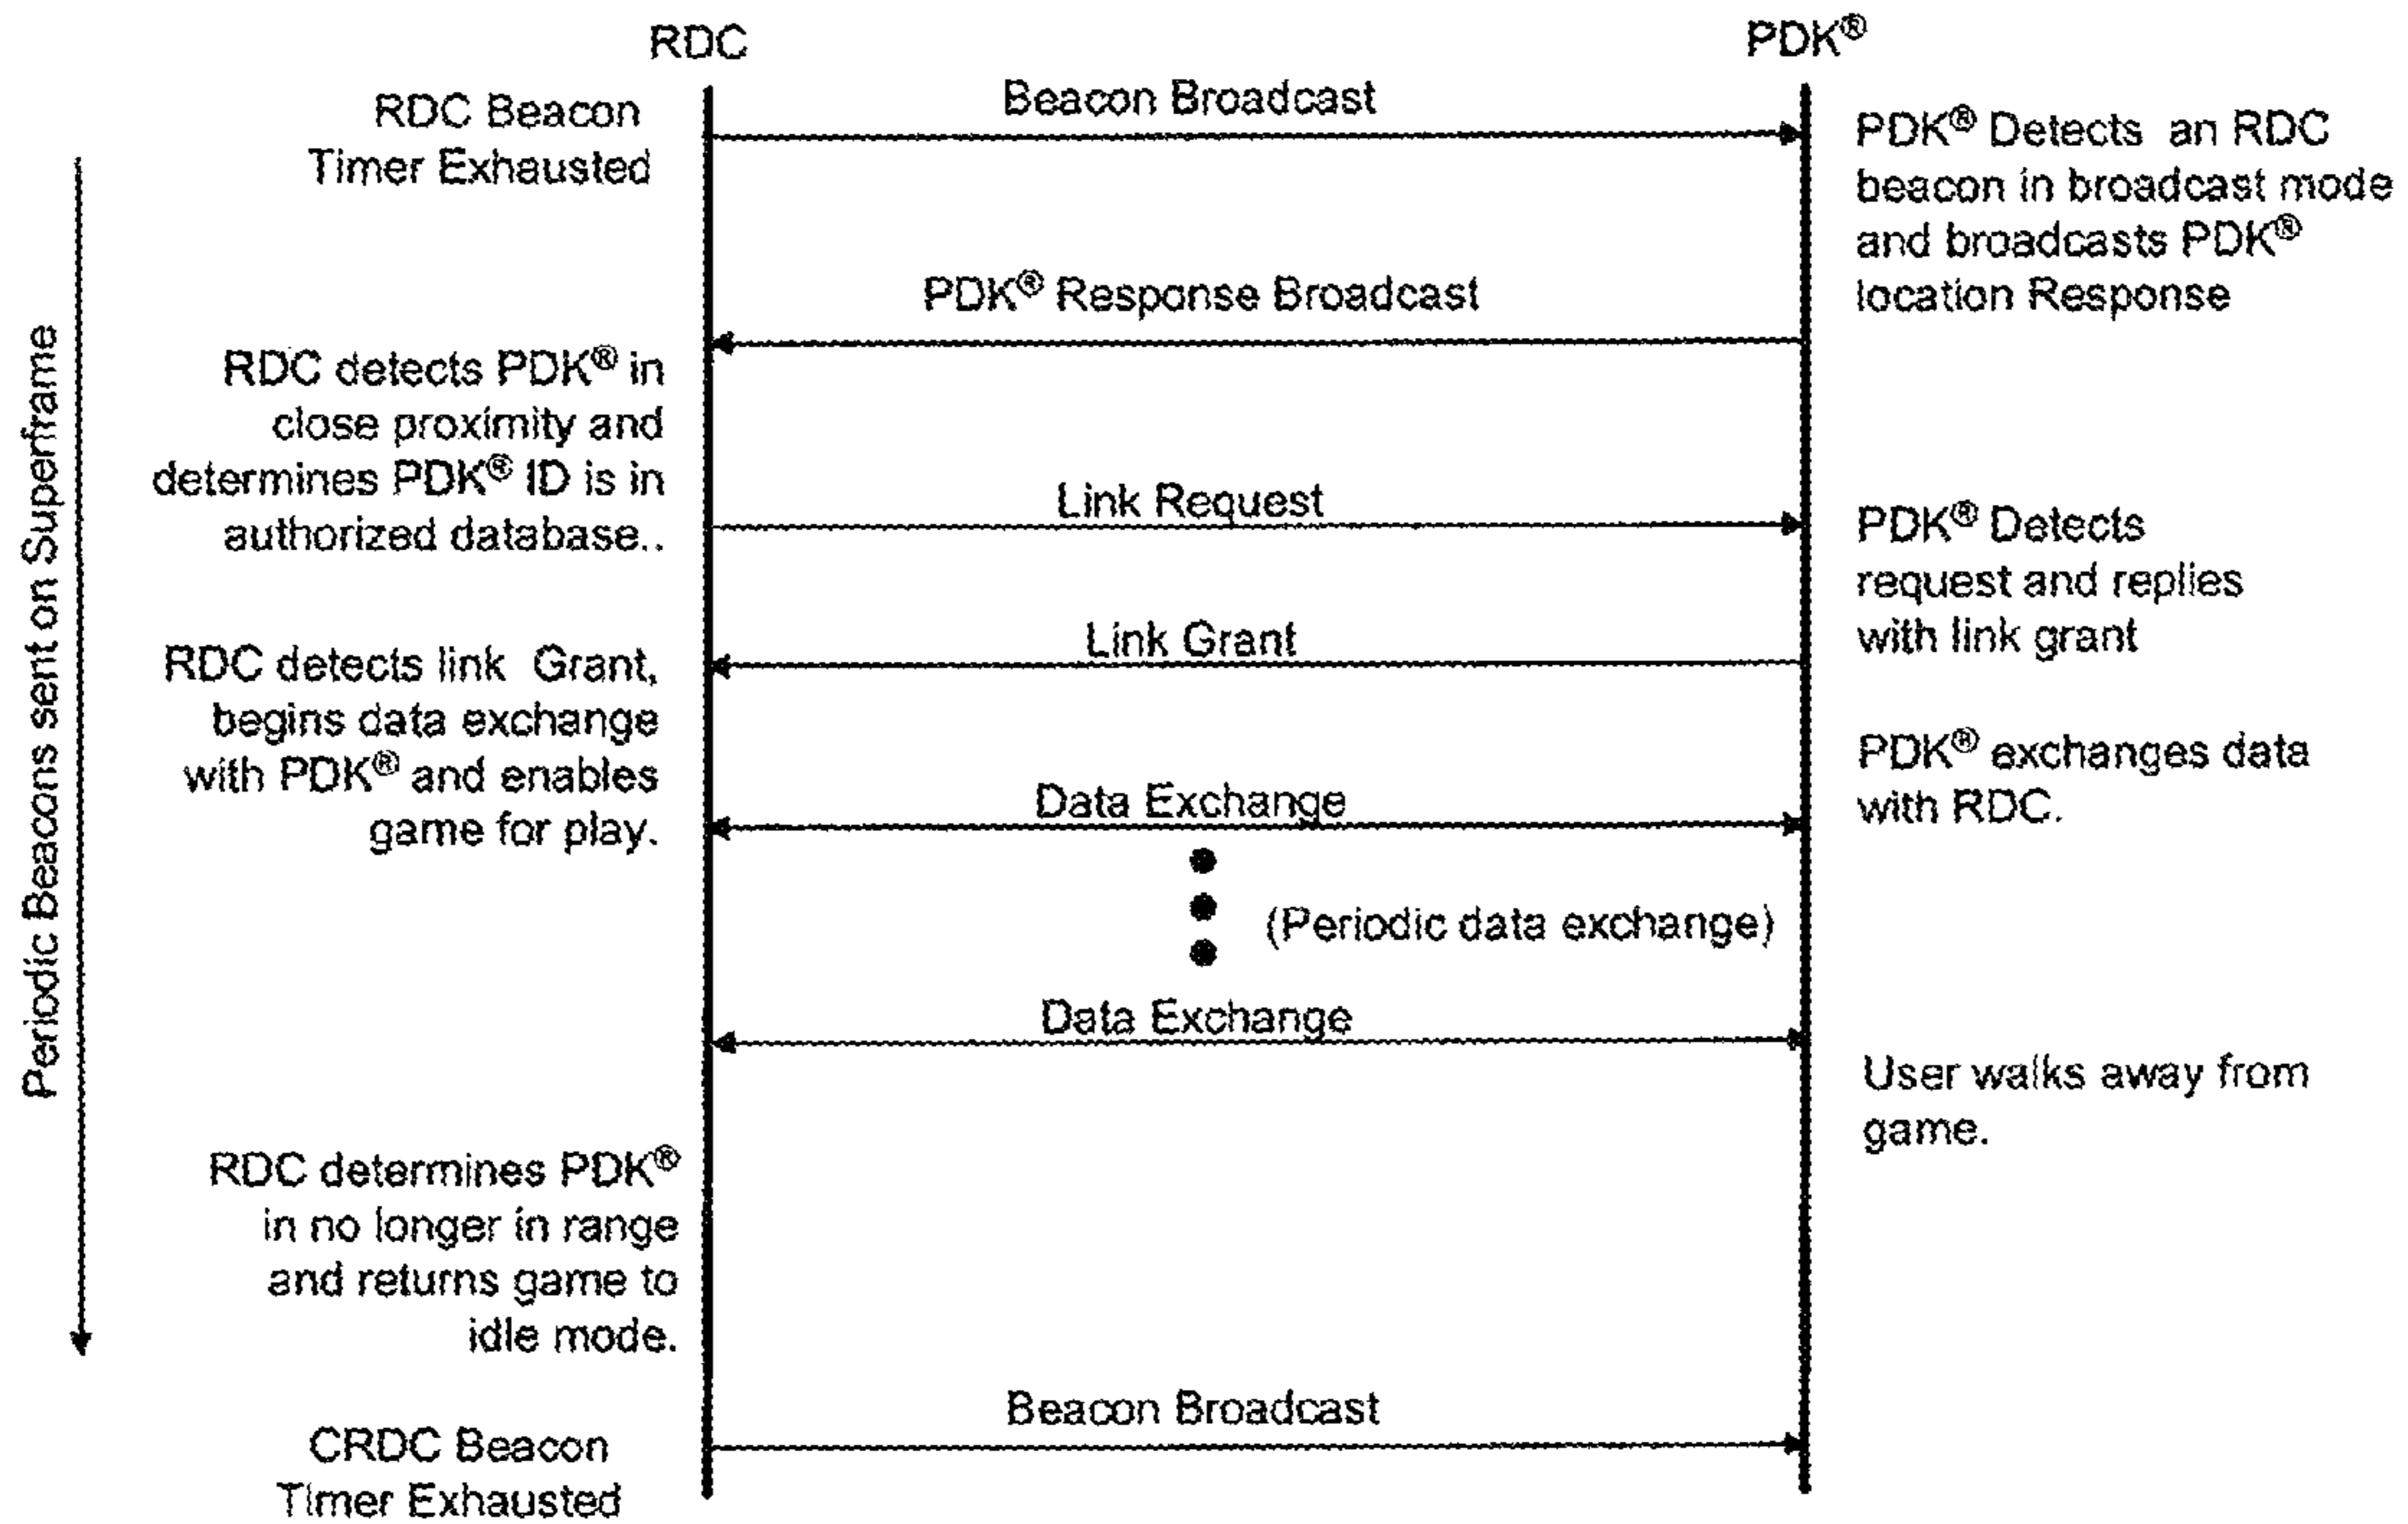 RDC
PDK®
RDC Beacon
Timer Exhausted
Beacon Broadcast
PDK® Detects an RDC
beacon in broadcast mode
and broadcasts PDK®
location Response
PDK® Response Broadcast
RDC detects PDK® in
close proximity and
determines PDK® ID is in
authorized database..
Link Request
PDK® Detects
request and replies
with link grant
Link Grant
RDC detects link Grant,
begins data exchange
with PDK® and enables
game for play.
PDK® exchanges data
with RDC.
Data Exchange
(Periodic data exchange)
Data Exchange
User walks away from
game.
RDC determines PDK®
in no longer in range
and returns game to
idle mode.
Beacon Broadcast
CRDC Beacon
Timer Exhausted
Periodic Beacons sent on Superframe